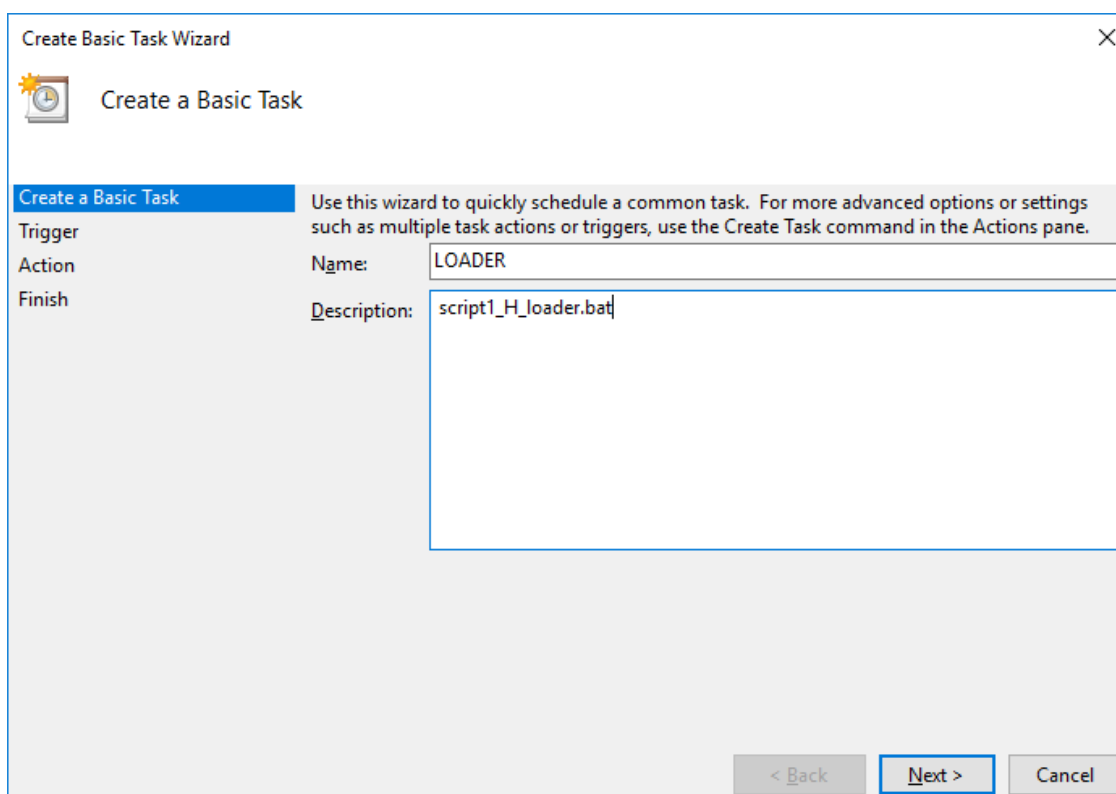 Create Basic Task Wizard
Create a Basic Task
Create a Basic Task
Trigger
Action
Finish
Use this wizard to quickly schedule a common task. For more advanced options or settings
such as multiple task actions or triggers, use the Create Task command in the Actions pane.
Name:
LOADER
Description:
script1_H_loader.bat
< Back
Next >
Cancel